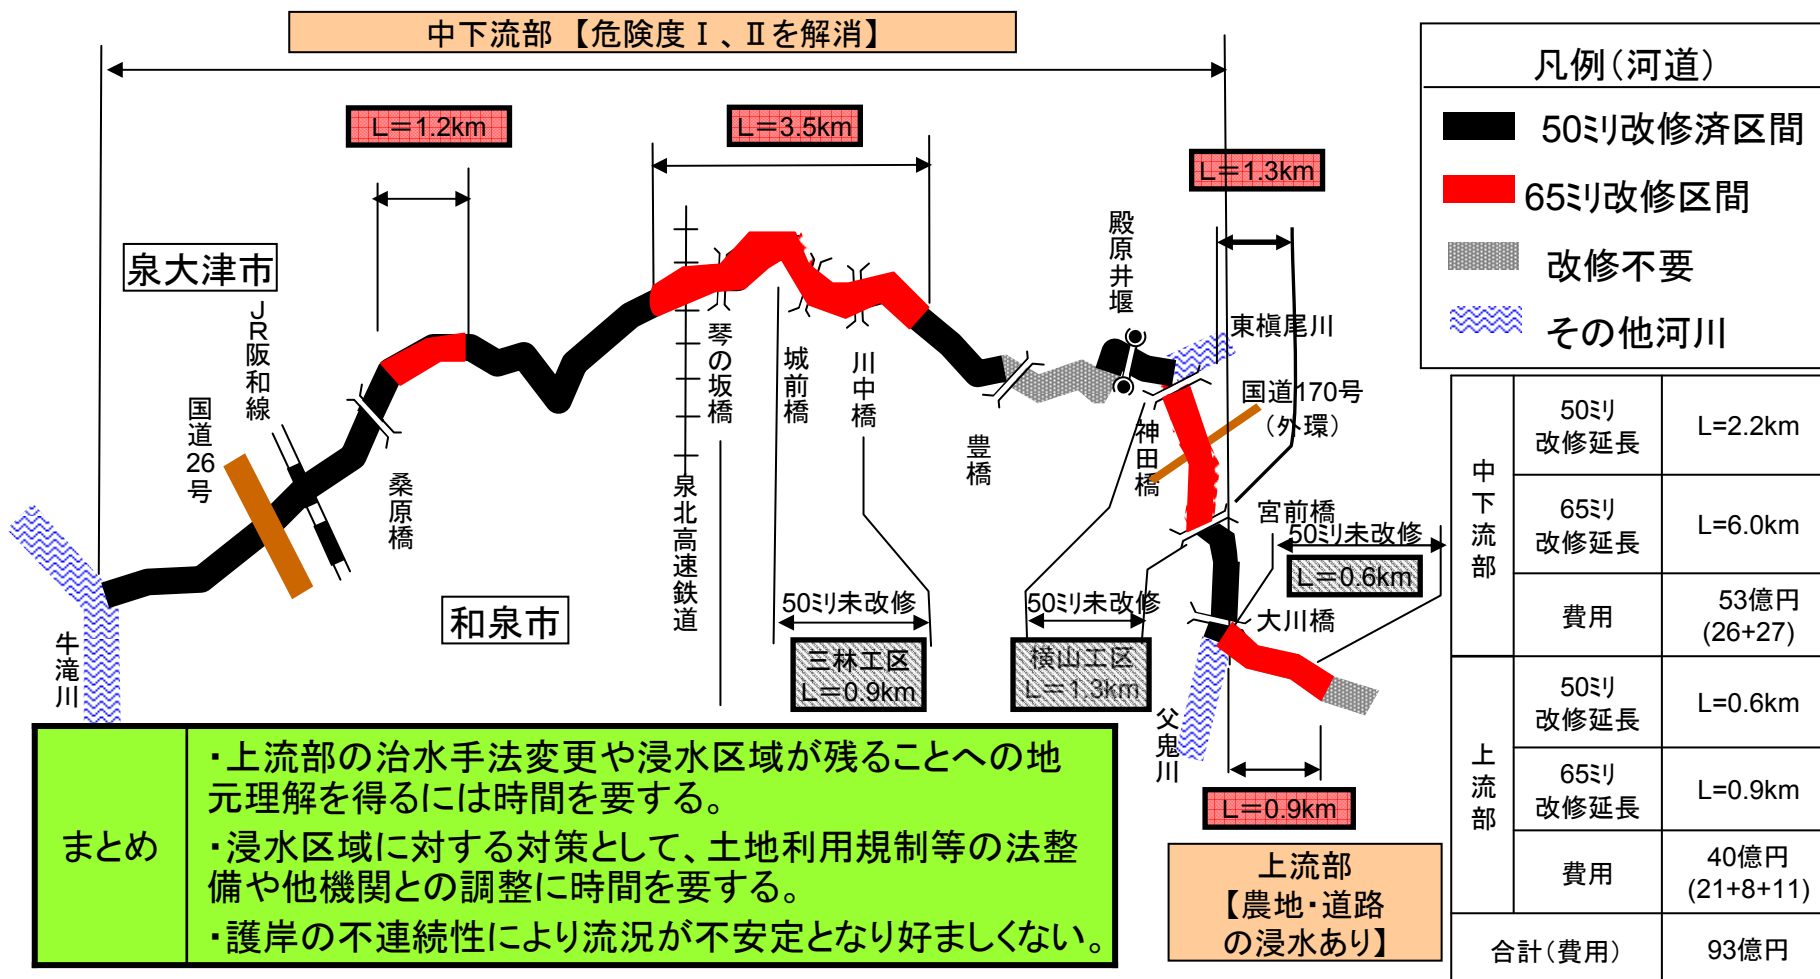 中下流部 【危険度Ⅰ、Ⅱを解消】
L=1.2km
L=3.5km
L=1.3km
泉大津市
JR阪和線
国道26号
桑原橋
泉北高速鉄道
琴の坂橋
城前橋
川中橋
豊橋
殿原井堰
東槇尾川
国道170号
(外環)
神田橋
宮前橋
50ミリ未改修
L=0.6km
大川橋
和泉市
牛滝川
50ミリ未改修
三林工区
L=0.9km
50ミリ未改修
横山工区
L=1.3km
父鬼川
L=0.9km
上流部
【農地・道路
の浸水あり】
凡例(河道)
50ミリ改修済区間
65ミリ改修区間
改修不要
その他河川
中下流部
50ミリ
改修延長
L=2.2km
65ミリ
改修延長
L=6.0km
費用
53億円
(26+27)
上流部
50ミリ
改修延長
L=0.6km
65ミリ
改修延長
L=0.9km
費用
40億円
(21+8+11)
合計(費用)
93億円
まとめ
・上流部の治水手法変更や浸水区域が残ることへの地
元理解を得るには時間を要する。
・浸水区域に対する対策として、土地利用規制等の法整
備や他機関との調整に時間を要する。
・護岸の不連続性により流況が不安定となり好ましくない。